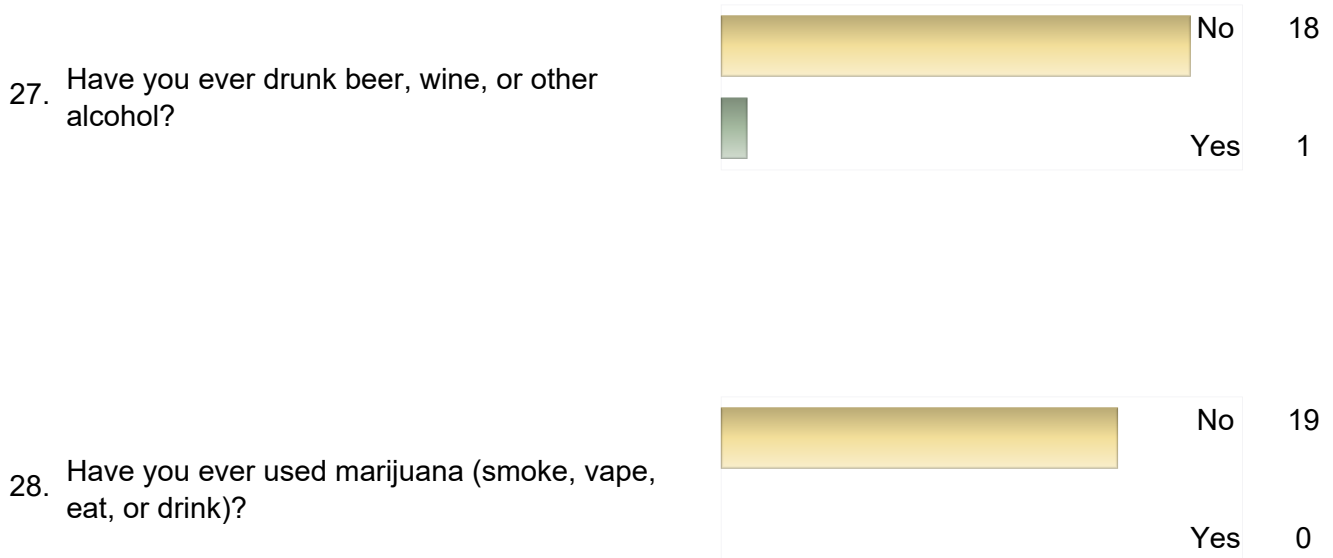 27. Have you ever drunk beer, wine, or other
alcohol?
No 18
Yes 1
28. Have you ever used marijuana (smoke, vape,
eat, or drink)?
No 19
Yes 0